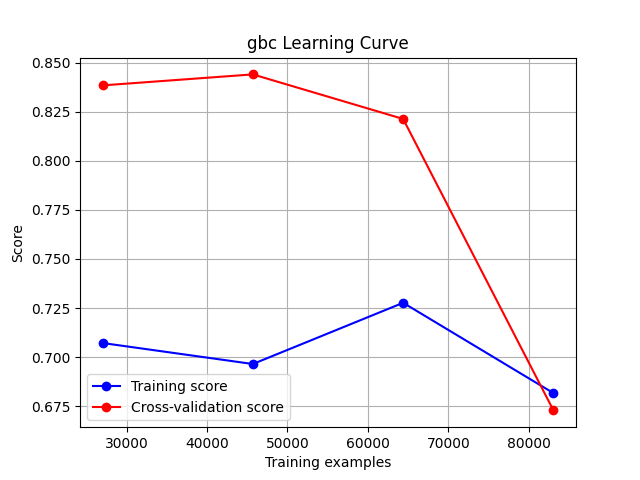 gbc Learning Curve
Score
0.850
0.825
0.800
0.775
0.750
0.725
0.700
0.675
Training score
Cross-validation score
30000 40000 50000 60000 70000 80000
Training examples